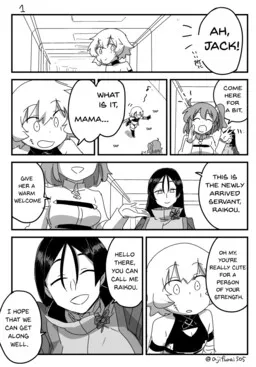 1
AH,
JACK!
COME
HERE
FOR
A BIT.
TAP
TAP
WHAT
IS IT,
MAMA...
THIS IS
THE NEWLY
ARRIVED
SERVANT,
RAIKOU.
GIVE
HER A
WARM
WELCOME
OH MY,
YOU'RE
REALLY CUTE
FOR A
PERSON
OF YOUR
STRENGTH.
HELLO
THERE,
YOU CAN
CALL ME
RAIKOU.
I HOPE
THAT WE
CAN GET
ALONG
WELL.